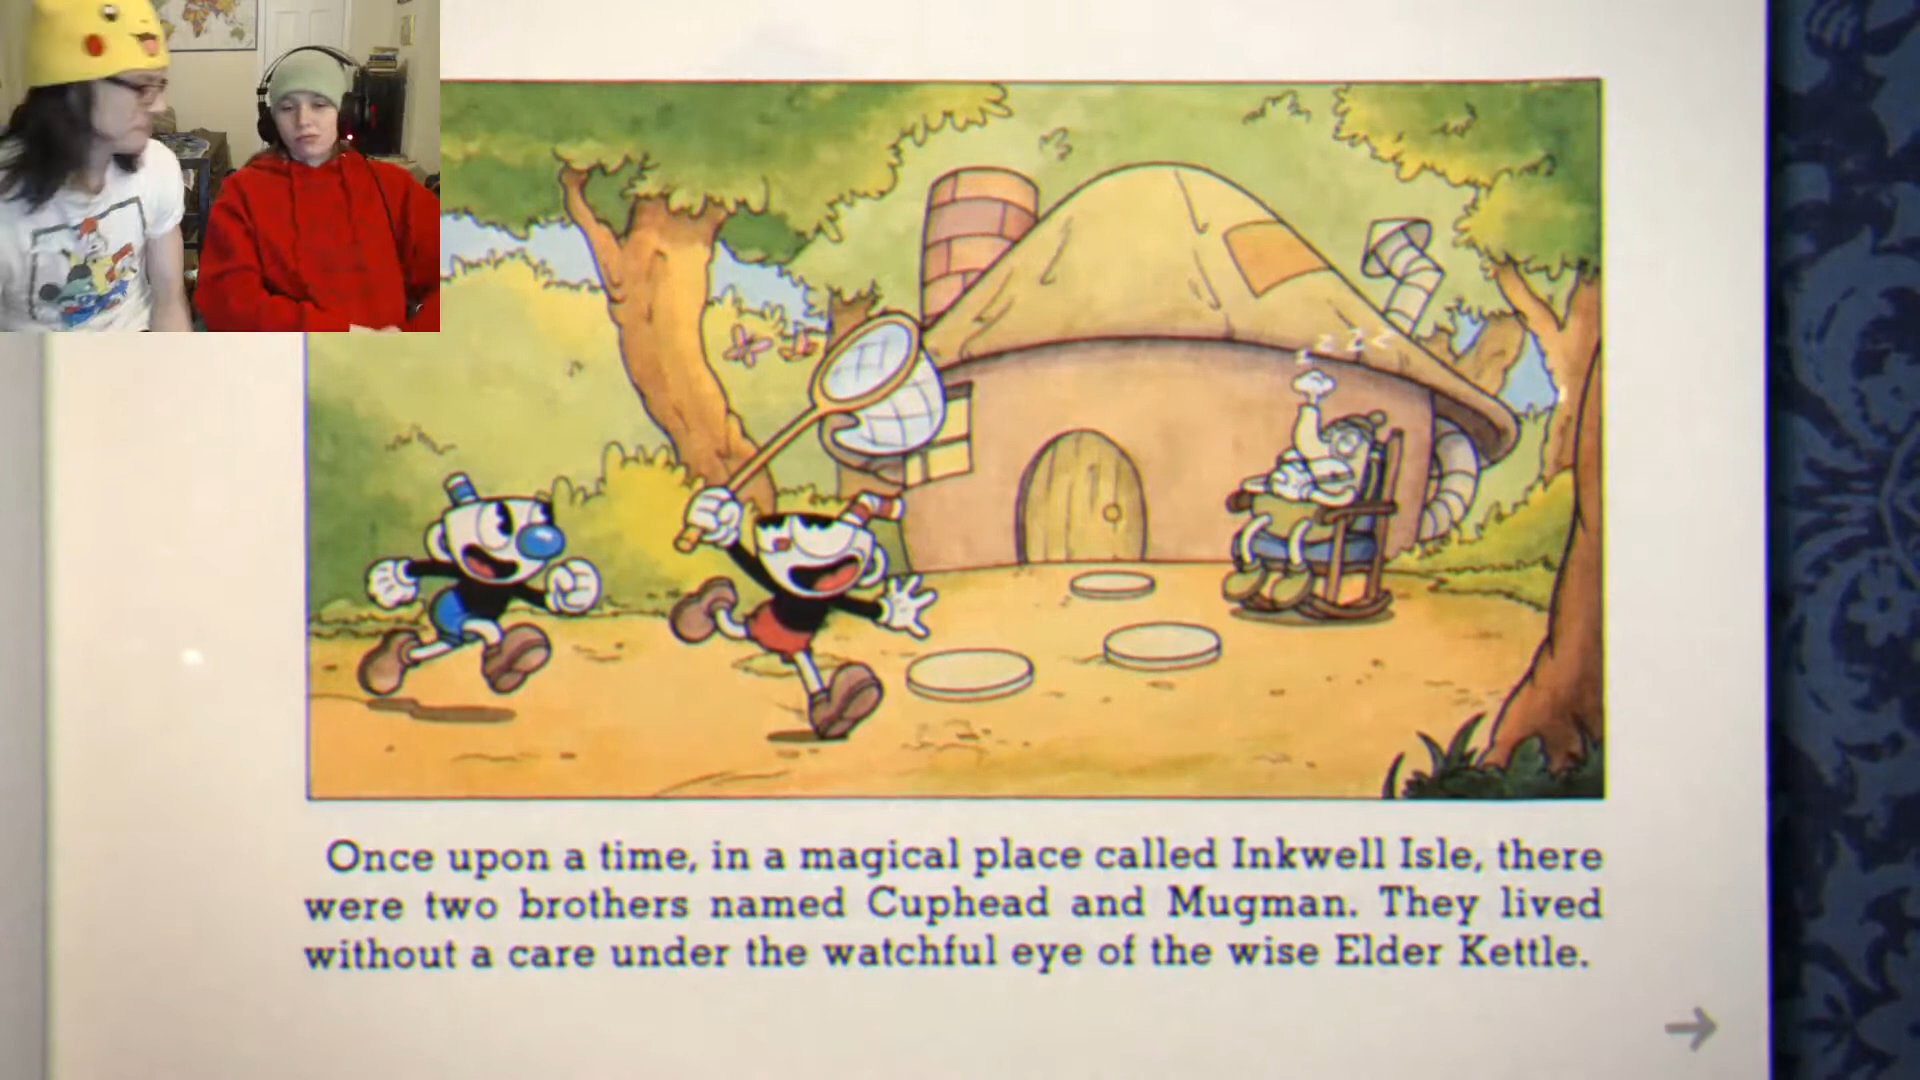 z z z z
Once upon a time, in a magical place called Inkwell Isle, there
were two brothers named Cuphead and Mugman. They lived
without a care under the watchful eye of the wise Elder Kettle.